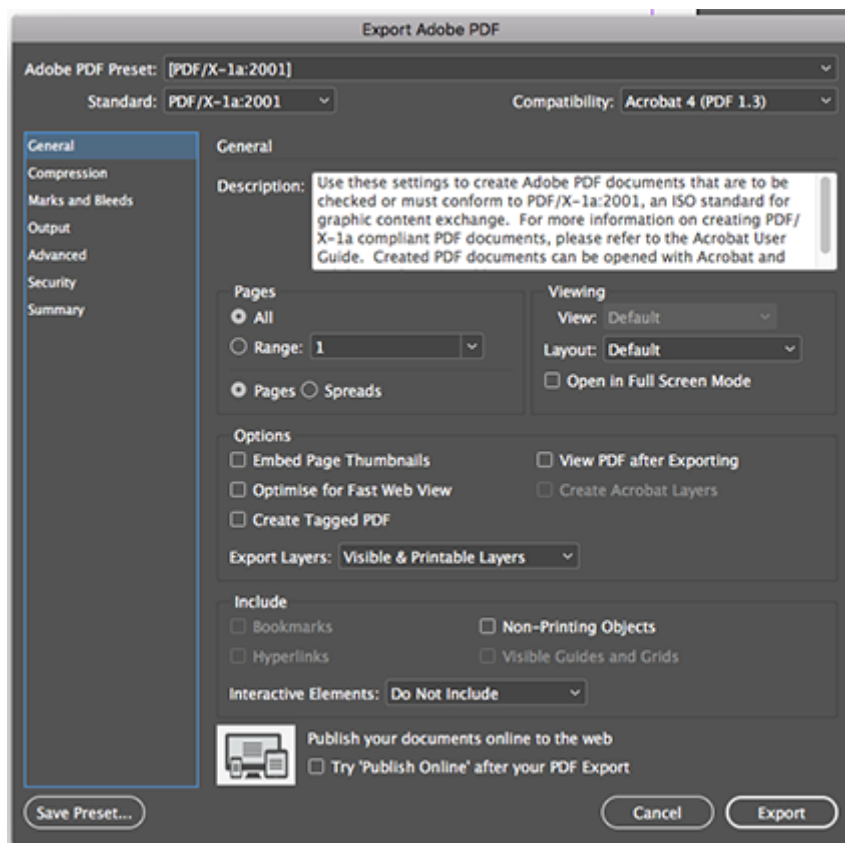 Export Adobe PDF
Adobe PDF Preset: [PDF/X-1a:2001]
Standard: PDF/X-1a:2001 Compatibility: Acrobat 4 (PDF 1.3)
General
Compression
Marks and Bleeds
Output
Advanced
Security
Summary
General
Description: Use these settings to create Adobe PDF documents that are to be
checked or must conform to PDF/X-1a:2001, an ISO standard for
graphic content exchange. For more information on creating PDF/
X-1a compliant PDF documents, please refer to the Acrobat User
Guide. Created PDF documents can be opened with Acrobat and
Pages
All
Range: 1
Pages Spreads
Viewing
View: Default
Layout: Default
Open in Full Screen Mode
Options
Embed Page Thumbnails View PDF after Exporting
Optimise for Fast Web View Create Acrobat Layers
Create Tagged PDF
Export Layers: Visible & Printable Layers
Include
Bookmarks Non-Printing Objects
Hyperlinks Visible Guides and Grids
Interactive Elements: Do Not Include
Publish your documents online to the web
Try 'Publish Online' after your PDF Export
Save Preset... Cancel Export